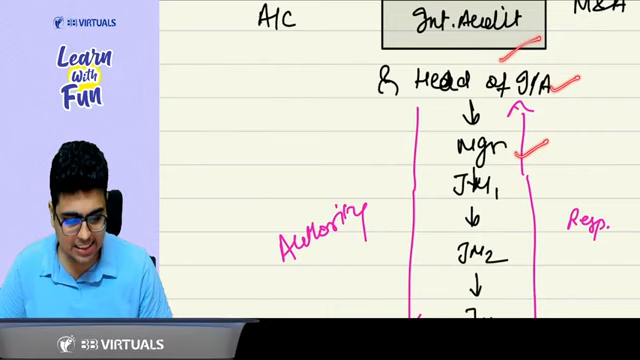 BB VIRTUALS
Learn
With
Fun
A/C
Int. Audit
M&A
Head of I/A
Mgr
JM1
JM2
Authority
Resp.
BB VIRTUALS